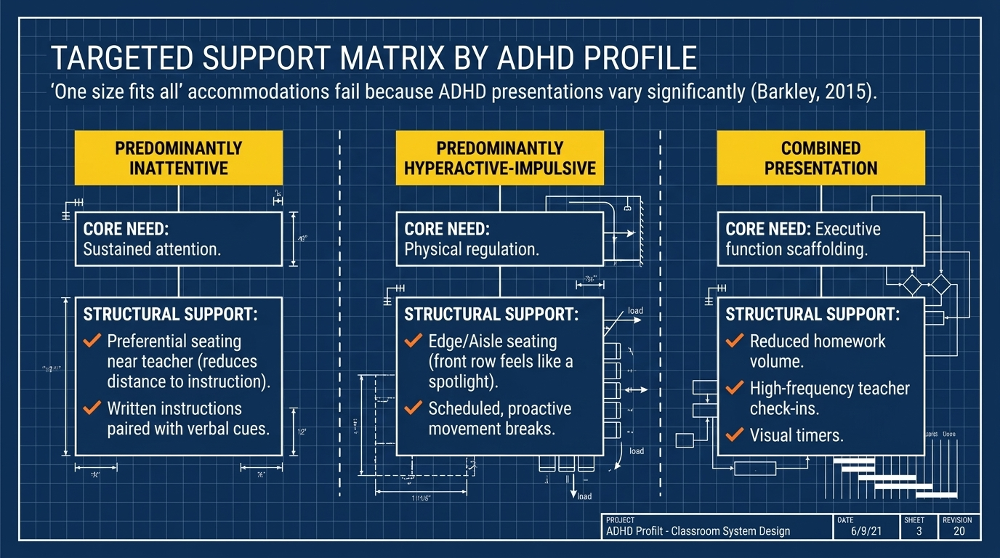 TARGETED SUPPORT MATRIX BY ADHD PROFILE
‘One size fits all’ accommodations fail because ADHD presentations vary significantly (Barkley, 2015).
PREDOMINANTLY
INATTENTIVE
CORE NEED:
Sustained attention.
STRUCTURAL SUPPORT:
Preferential seating
near teacher (reduces
distance to instruction).
Written instructions
paired with verbal cues.
PREDOMINANTLY
HYPERACTIVE-IMPULSIVE
CORE NEED:
Physical regulation.
STRUCTURAL SUPPORT:
Edge/Aisle seating
(front row feels like a
spotlight).
Scheduled, proactive
movement breaks.
load
load
load
COMBINED
PRESENTATION
CORE NEED: Executive
function scaffolding.
STRUCTURAL SUPPORT:
Reduced homework
volume.
High-frequency teacher
check-ins.
Visual timers.
PROJECT
ADHD Profilt - Classroom System Design
DATE
6/9/21
SHEET
3
REVISION
20